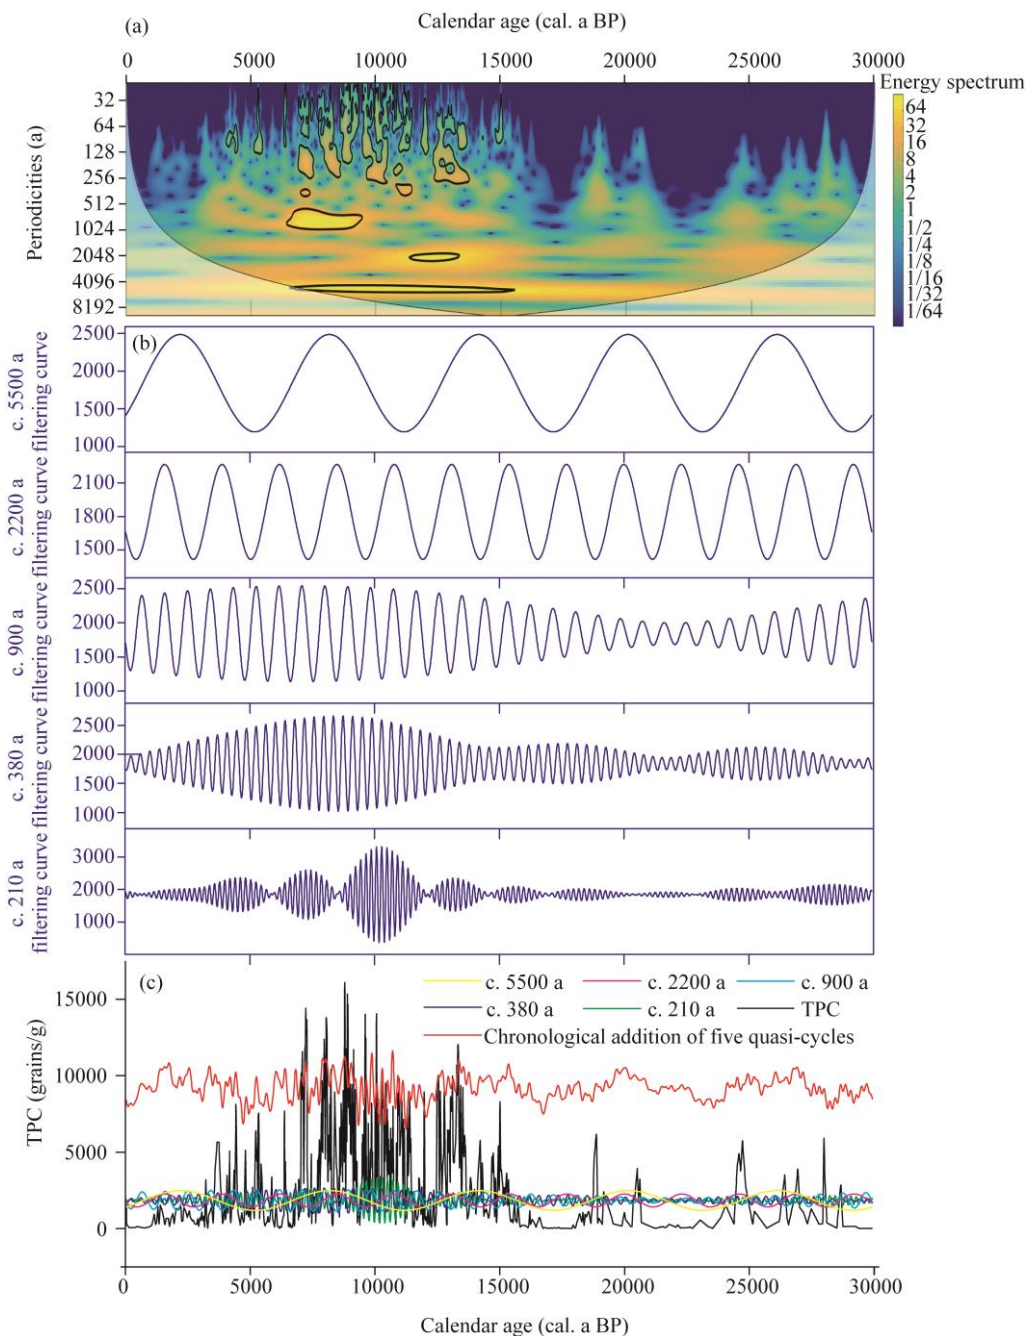 (a)
Calendar age (cal. a BP)
0 5000 10000 15000 20000 25000 30000
Energy spectrum
Periodicities (a)
32
64
128
256
512
1024
2048
4096
8192
64
32
16
8
4
2
1
1/2
1/4
1/8
1/16
1/32
1/64
(b)
c. 5500 a
filtering curve
2500
2000
1500
1000
c. 2200 a
filtering curve
2100
1800
1500
c. 900 a
filtering curve
2500
2000
1500
1000
c. 380 a
filtering curve
2500
2000
1500
1000
c. 210 a
filtering curve
3000
2000
1000
(c)
c. 5500 a c. 2200 a c. 900 a
c. 380 a c. 210 a TPC
Chronological addition of five quasi-cycles
TPC (grains/g)
15000
10000
5000
0
0 5000 10000 15000 20000 25000 30000
Calendar age (cal. a BP)